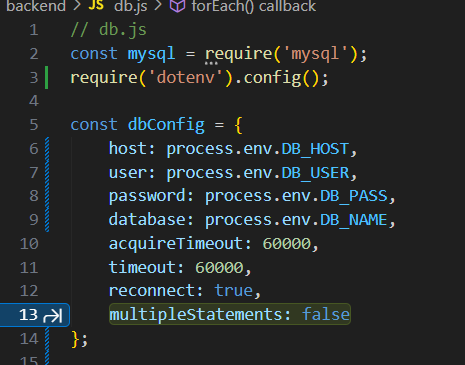 backend > JS db.js > forEach() callback
1 // db.js
2 const mysql = require('mysql');
3 require('dotenv').config();
4
5 const dbConfig = {
6 host: process.env.DB_HOST,
7 user: process.env.DB_USER,
8 password: process.env.DB_PASS,
9 database: process.env.DB_NAME,
10 acquireTimeout: 60000,
11 timeout: 60000,
12 reconnect: true,
13 multipleStatements: false
14 };
15